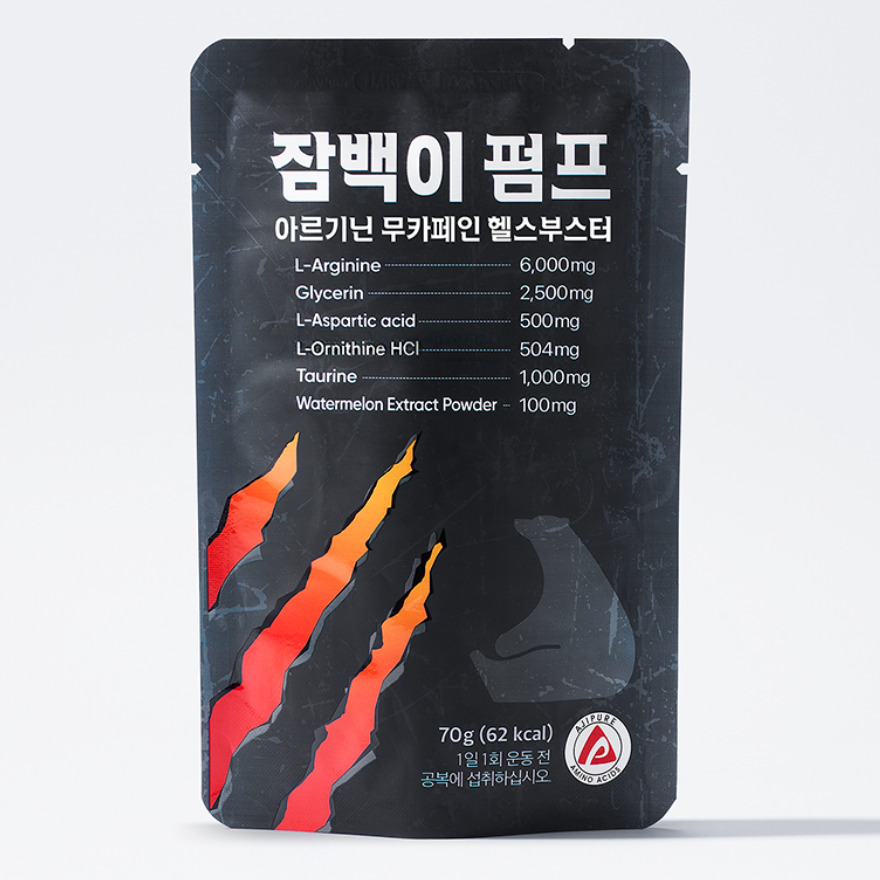 잠백이 펌프
아르기닌 무카페인 헬스부스터
L-Arginine 6,000mg
Glycerin 2,500mg
L-Aspartic acid 500mg
L-Ornithine HCl 504mg
Taurine 1,000mg
Watermelon Extract Powder 100mg
70g (62 kcal)
1일 1회 운동 전
공복에 섭취하십시오.
AJIPURE
AMINO ACIDS